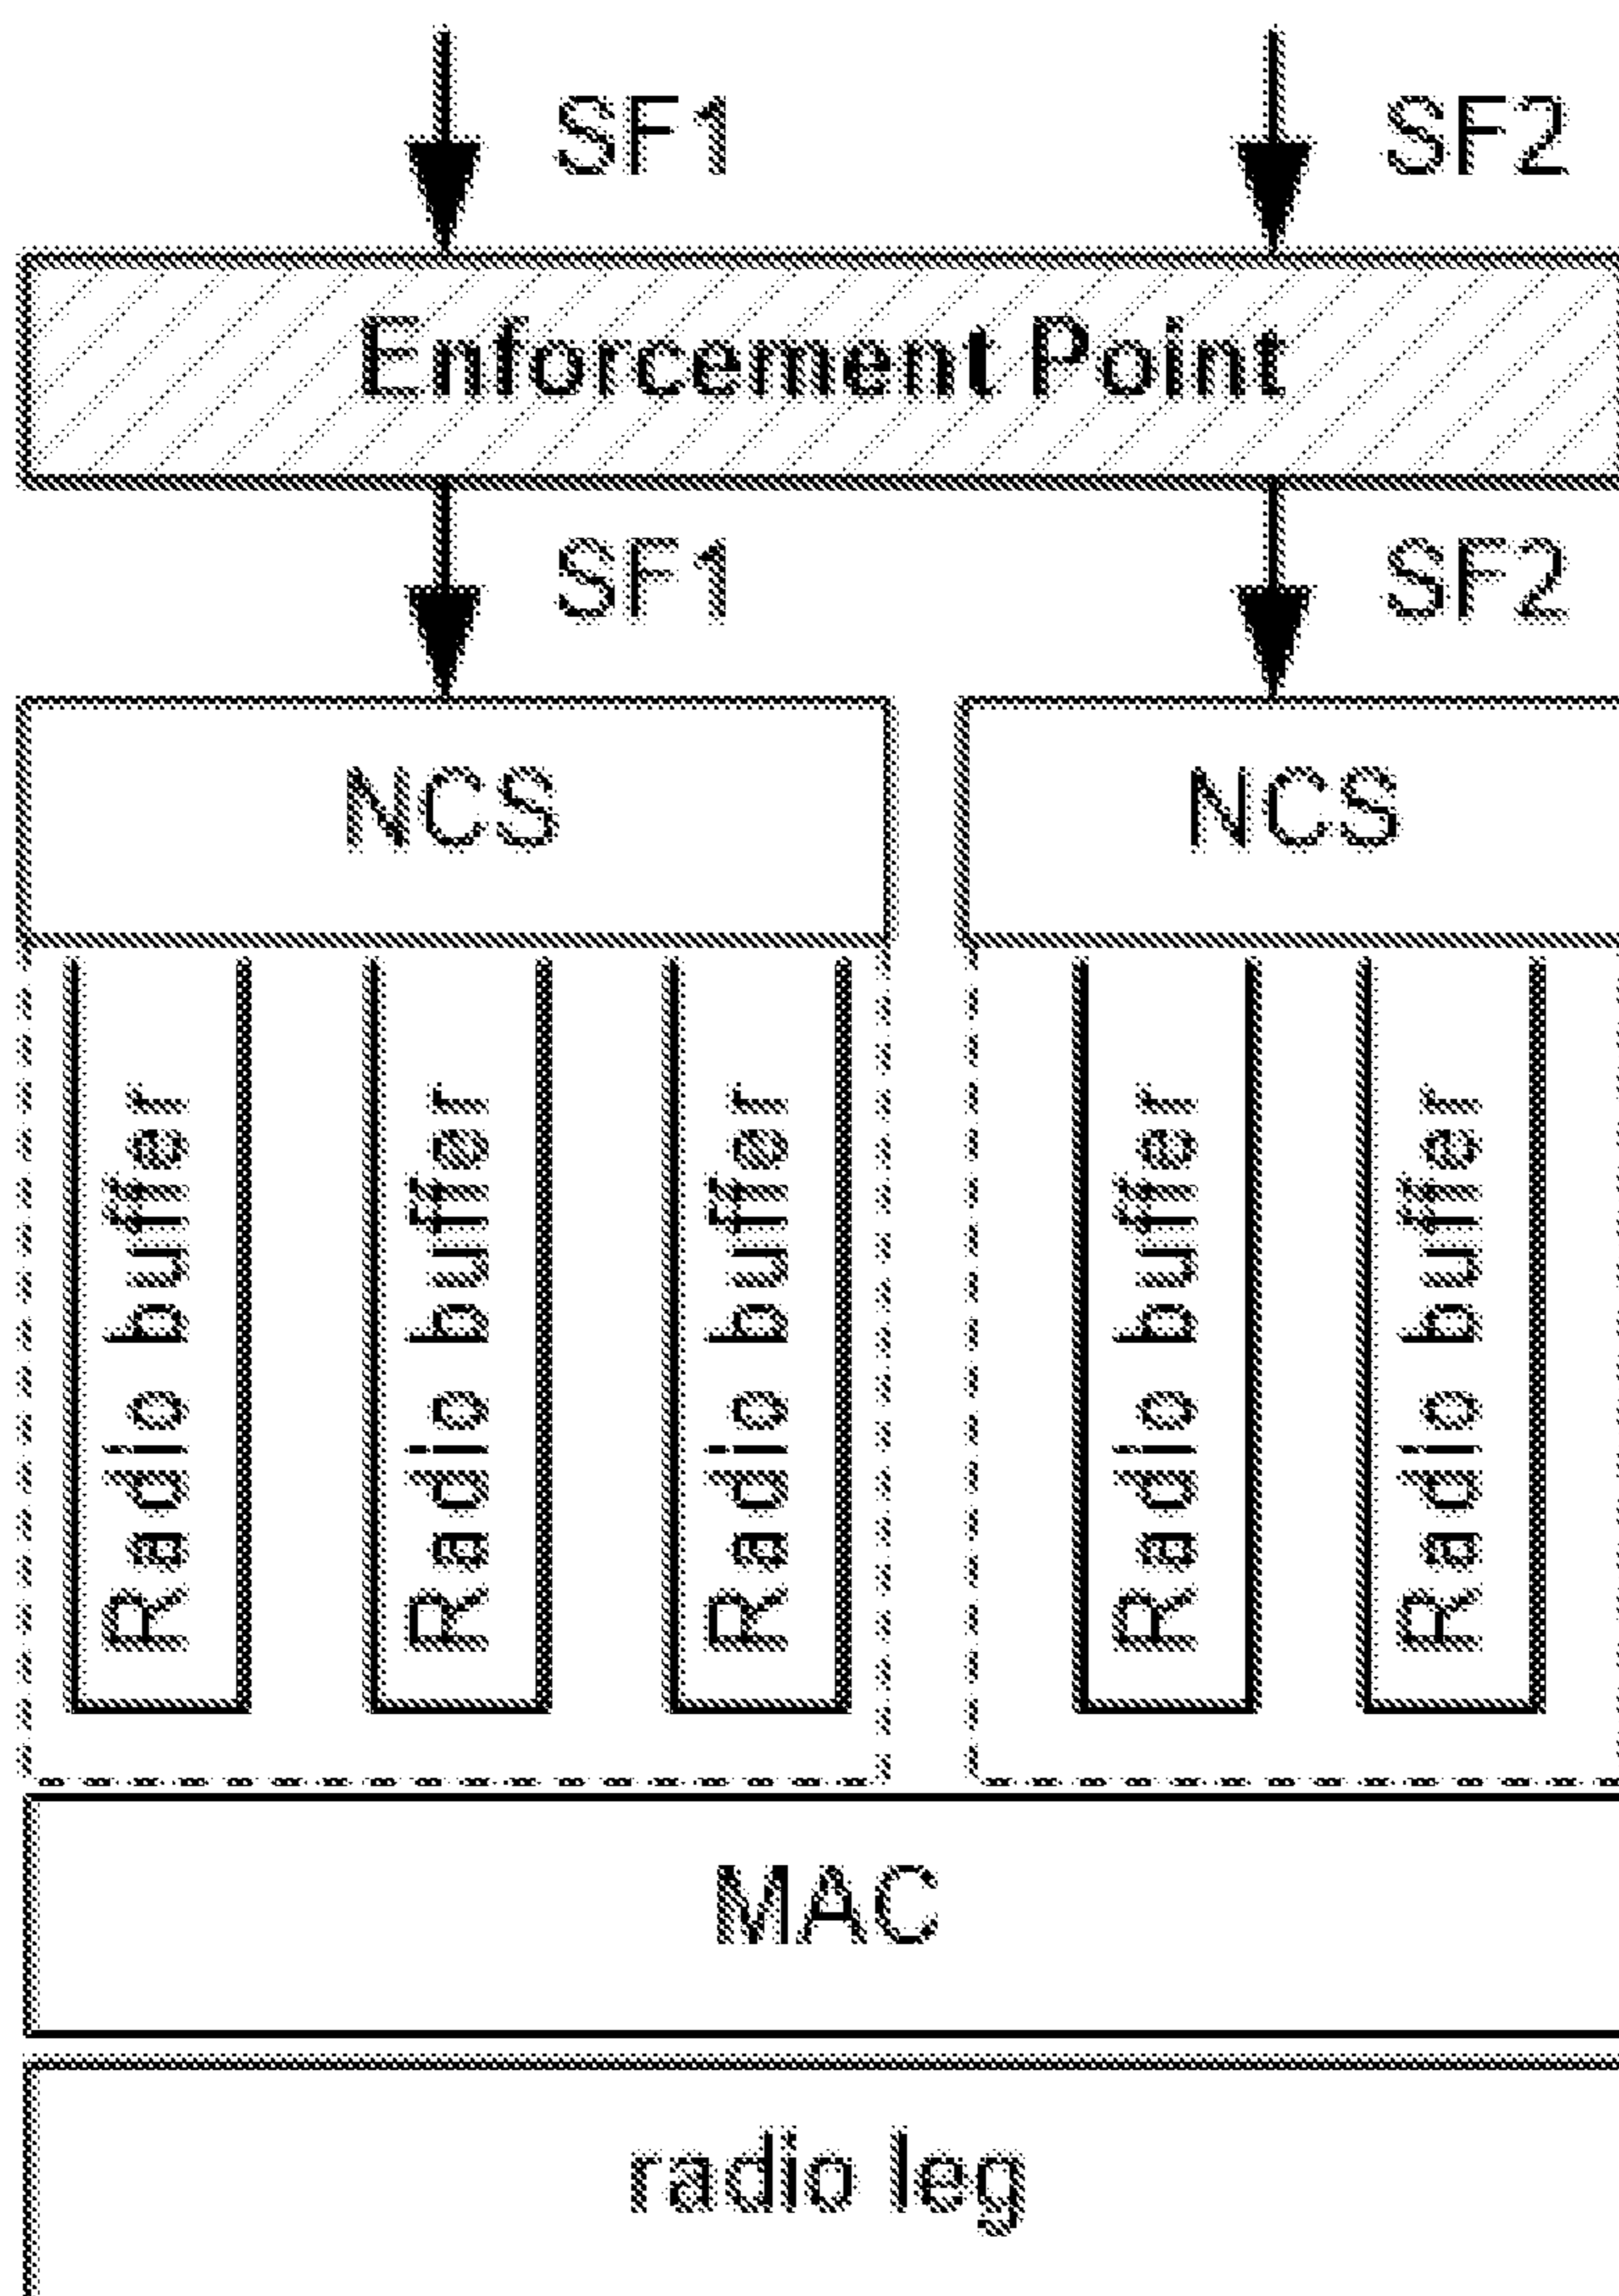 SF1 SF2
Enforcement Point
SF1 SF2
NCS NCS
Radio buffer
Radio buffer
Radio buffer
Radio buffer
Radio buffer
MAC
radio leg